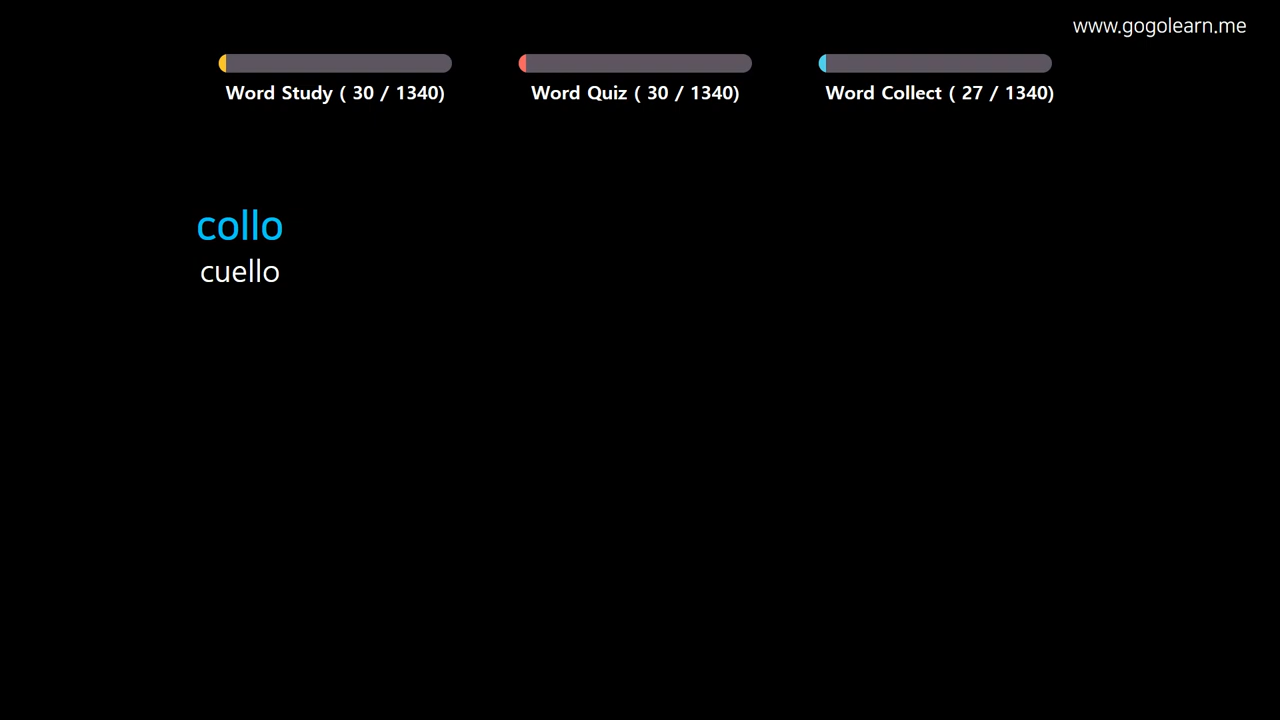 www.gogolearn.me
Word Study ( 30 / 1340)
Word Quiz ( 30 / 1340)
Word Collect ( 27 / 1340)
collo
cuello